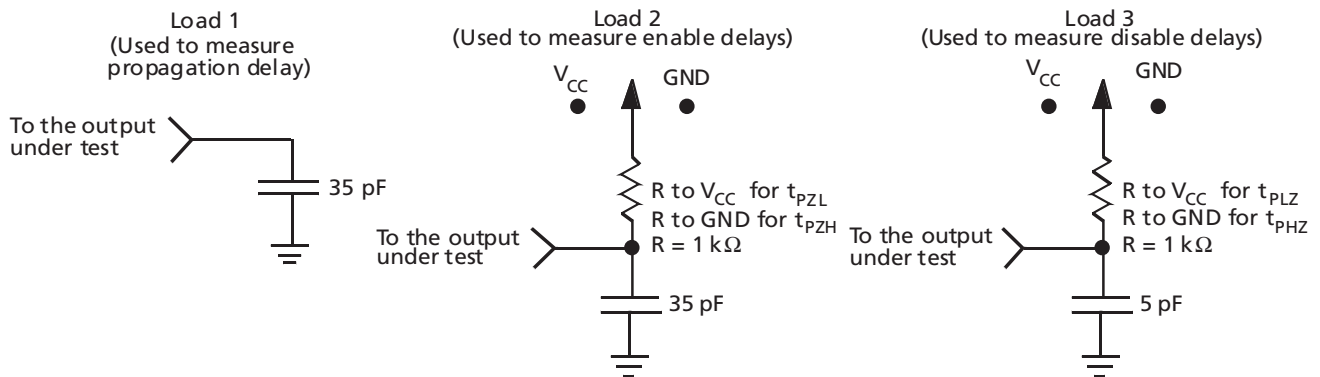 Load 1
(Used to measure
propagation delay)
To the output
under test
35 pF
Load 2
(Used to measure enable delays)
V_CC
GND
R to V_CC for t_PZL
R to GND for t_PZH
R = 1 kΩ
To the output
under test
35 pF
Load 3
(Used to measure disable delays)
V_CC
GND
R to V_CC for t_PLZ
R to GND for t_PHZ
R = 1 kΩ
To the output
under test
5 pF